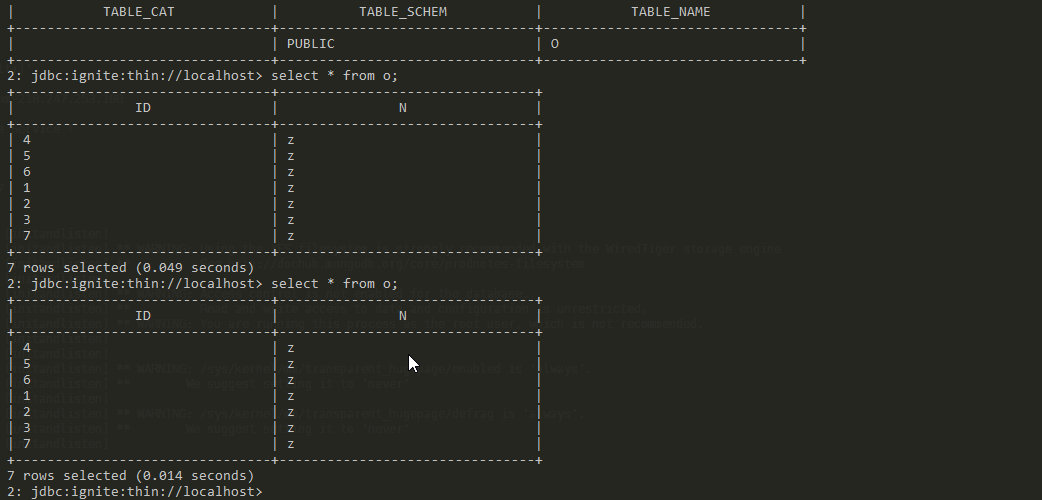 | TABLE_CAT | TABLE_SCHEM | TABLE_NAME |
+--------------------------------+--------------------------------+--------------------------------+
| | PUBLIC | O |
+--------------------------------+--------------------------------+--------------------------------+
2: jdbc:ignite:thin://localhost> select * from o;
+--------------------------------+--------------------------------+
| ID | N |
+--------------------------------+--------------------------------+
| 4 | z |
| 5 | z |
| 6 | z |
| 1 | z |
| 2 | z |
| 3 | z |
| 7 | z |
+--------------------------------+--------------------------------+
7 rows selected (0.049 seconds)
2: jdbc:ignite:thin://localhost> select * from o;
+--------------------------------+--------------------------------+
| ID | N |
+--------------------------------+--------------------------------+
| 4 | z |
| 5 | z |
| 6 | z |
| 1 | z |
| 2 | z |
| 3 | z |
| 7 | z |
+--------------------------------+--------------------------------+
7 rows selected (0.014 seconds)
2: jdbc:ignite:thin://localhost>